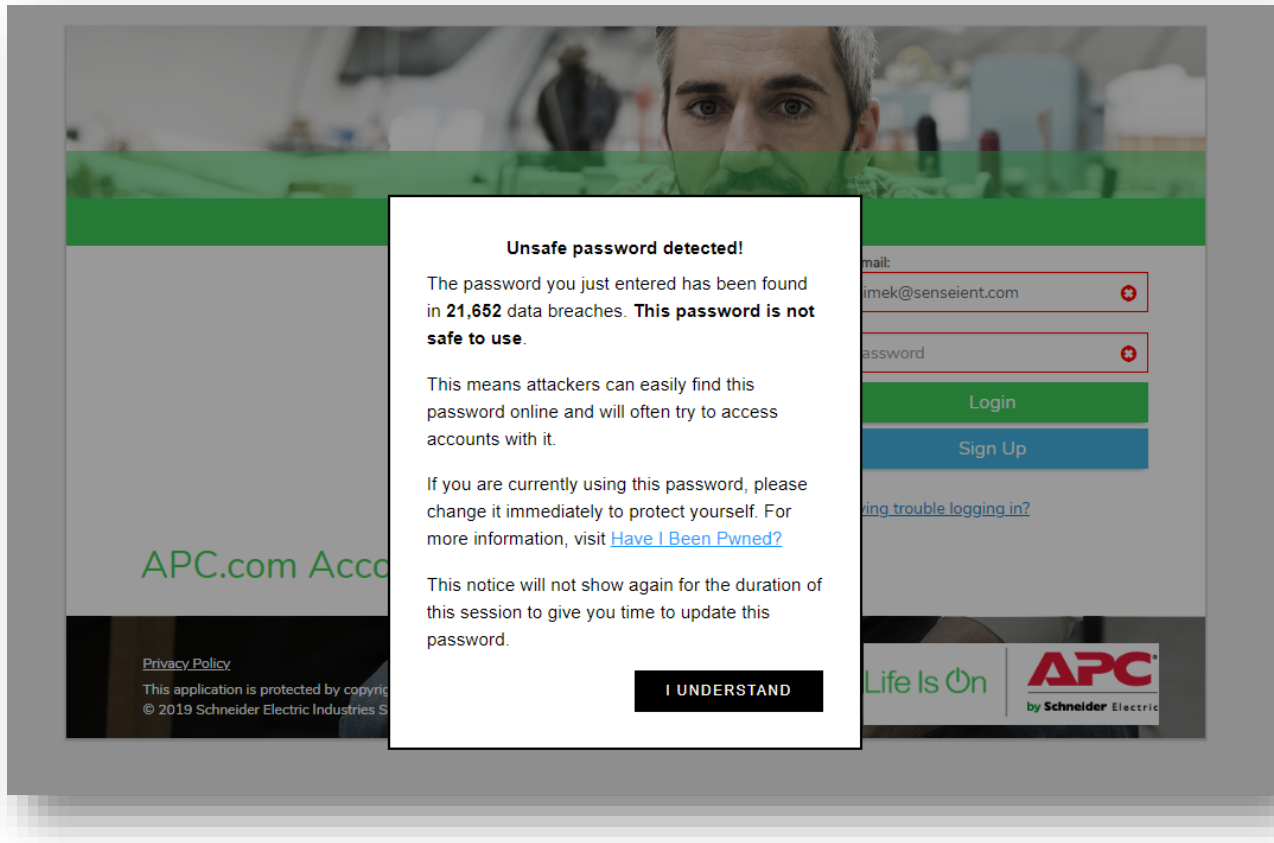 Unsafe password detected!
The password you just entered has been found
in 21,652 data breaches. This password is not
safe to use.
This means attackers can easily find this
password online and will often try to access
accounts with it.
If you are currently using this password, please
change it immediately to protect yourself. For
more information, visit Have I Been Pwned?
This notice will not show again for the duration of
this session to give you time to update this
password.
I UNDERSTAND
mail:
imek@senseient.com
assword
Login
Sign Up
ving trouble logging in?
APC.com Acco
Privacy Policy
This application is protected by copyrig
© 2019 Schneider Electric Industries S
Life Is On
APC
by Schneider Electric